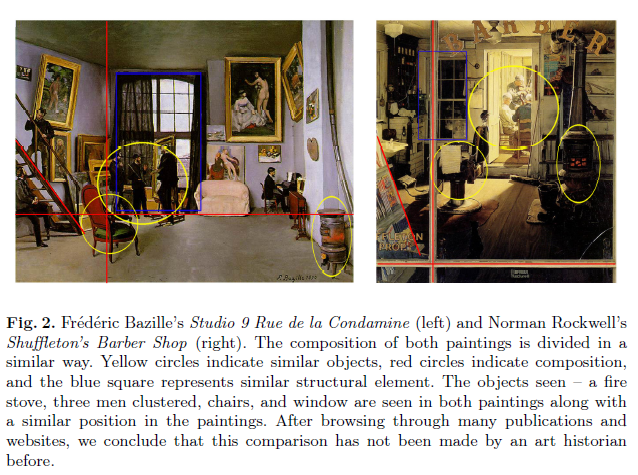 BARBER
F. Bazille 1870
Rockwell
Fig. 2. Frédéric Bazille's Studio 9 Rue de la Condamine (left) and Norman Rockwell's
Shuffleton's Barber Shop (right). The composition of both paintings is divided in a
similar way. Yellow circles indicate similar objects, red circles indicate composition,
and the blue square represents similar structural element. The objects seen – a fire
stove, three men clustered, chairs, and window are seen in both paintings along with
a similar position in the paintings. After browsing through many publications and
websites, we conclude that this comparison has not been made by an art historian
before.